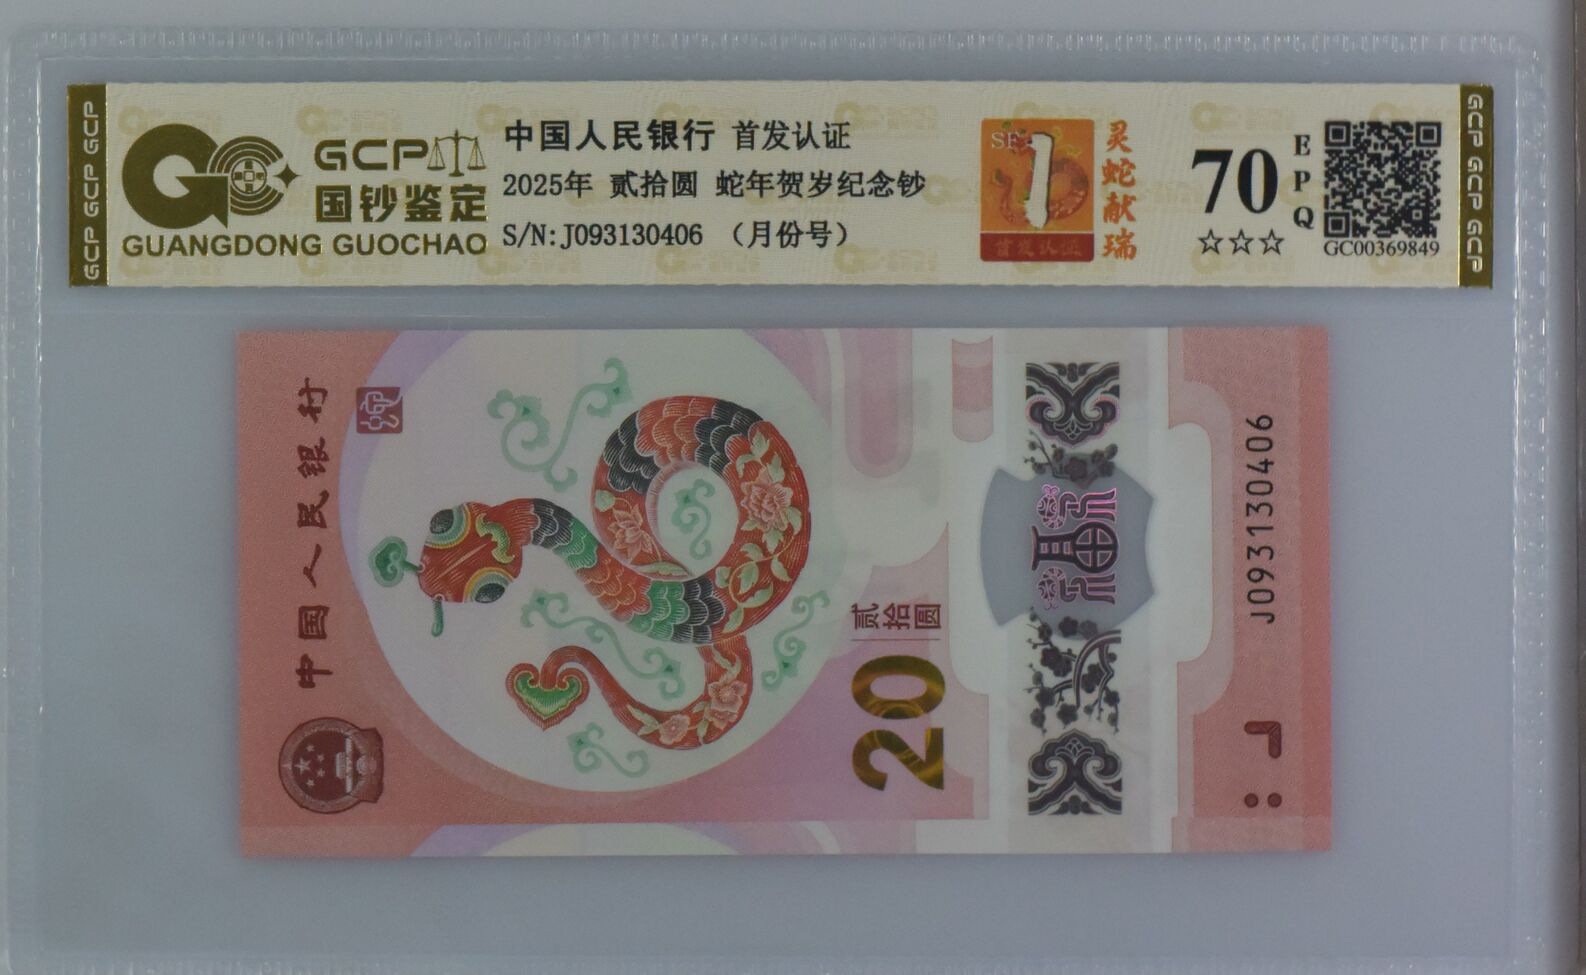 GCP GCP GCP
GCP
国钞鉴定
GUANGDONG GUOCHAO
中国人民银行 首发认证
2025年 贰拾圆 蛇年贺岁纪念钞
S/N:J093130406 （月份号）
1
首发认证
灵蛇献瑞
70
EPQ
☆☆☆
GC00369849
GCP GCP GCP
中国人民银行
贰拾圆
20
福
J093130406